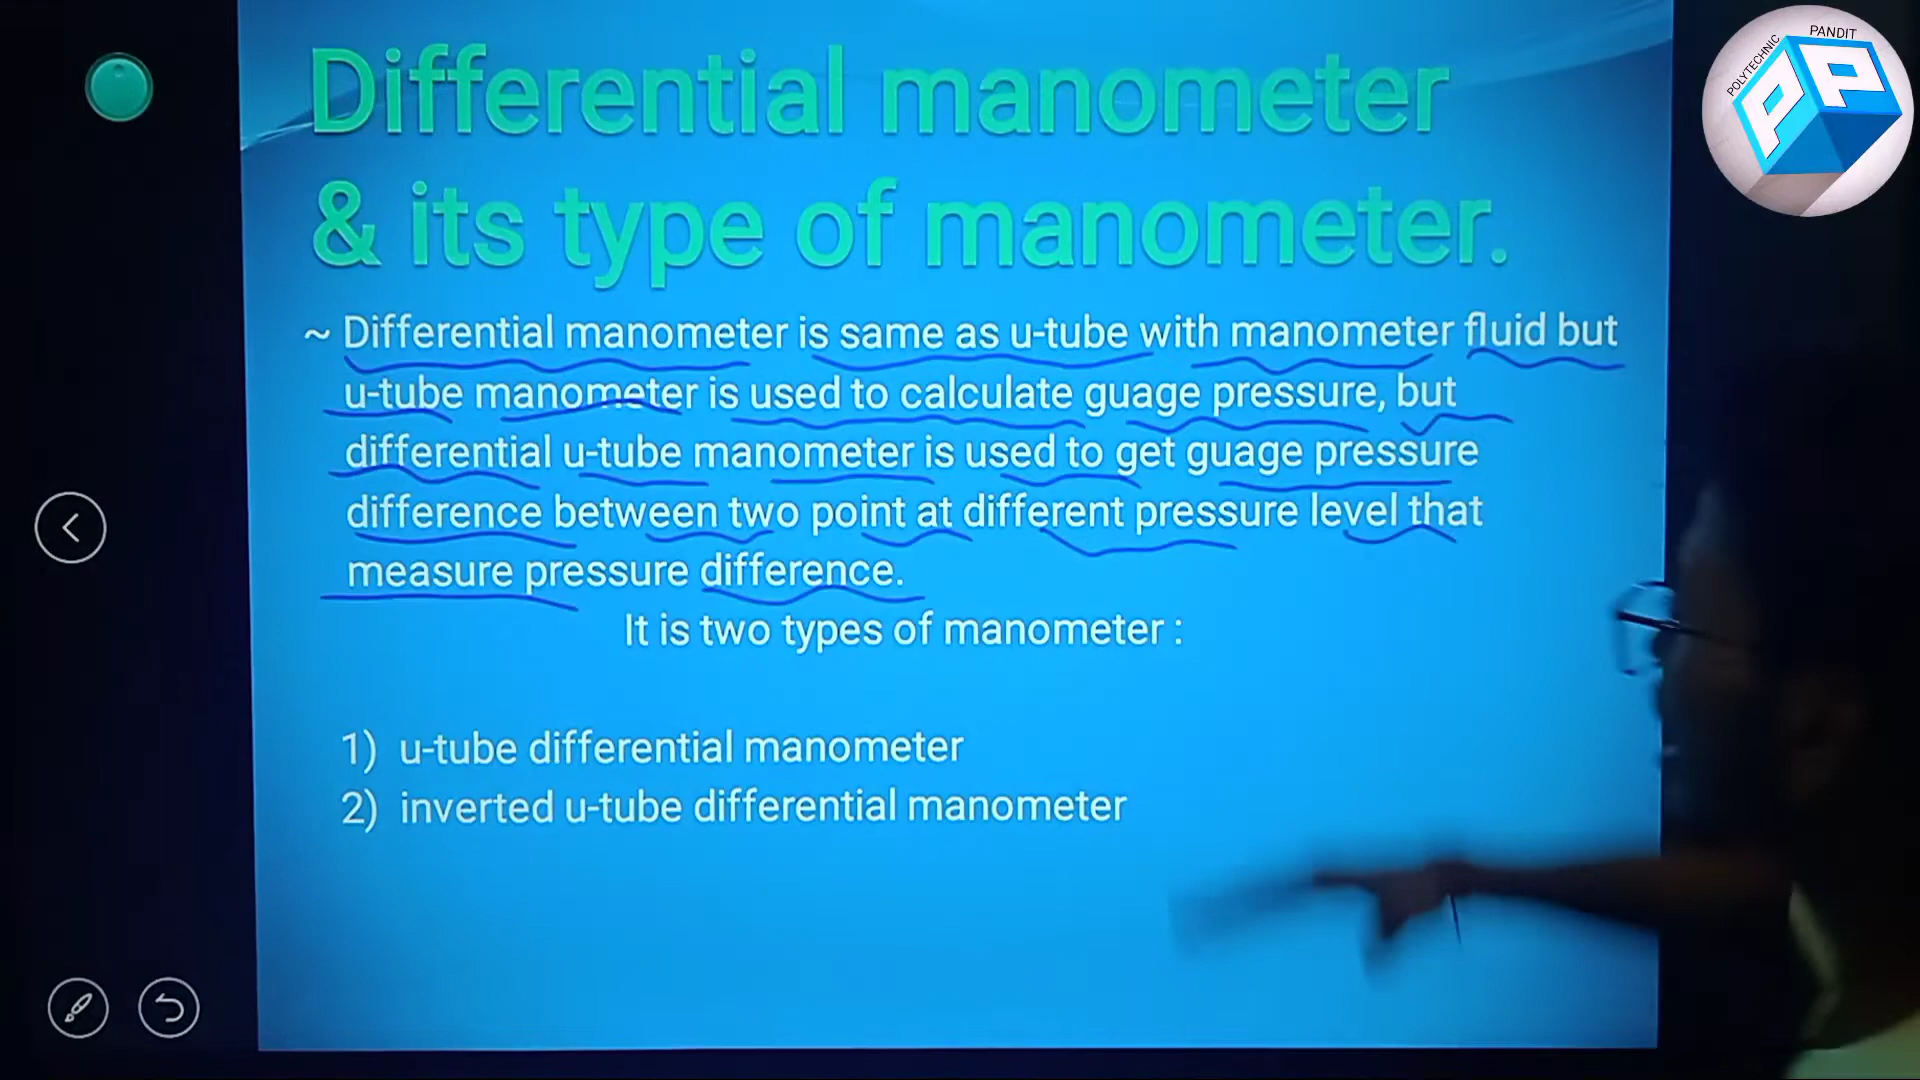 Differential manometer
& its type of manometer.
~ Differential manometer is same as u-tube with manometer fluid but
u-tube manometer is used to calculate guage pressure, but
differential u-tube manometer is used to get guage pressure
difference between two point at different pressure level that
measure pressure difference.
It is two types of manometer :
1) u-tube differential manometer
2) inverted u-tube differential manometer
POLYTECHNIC PANDIT
PP